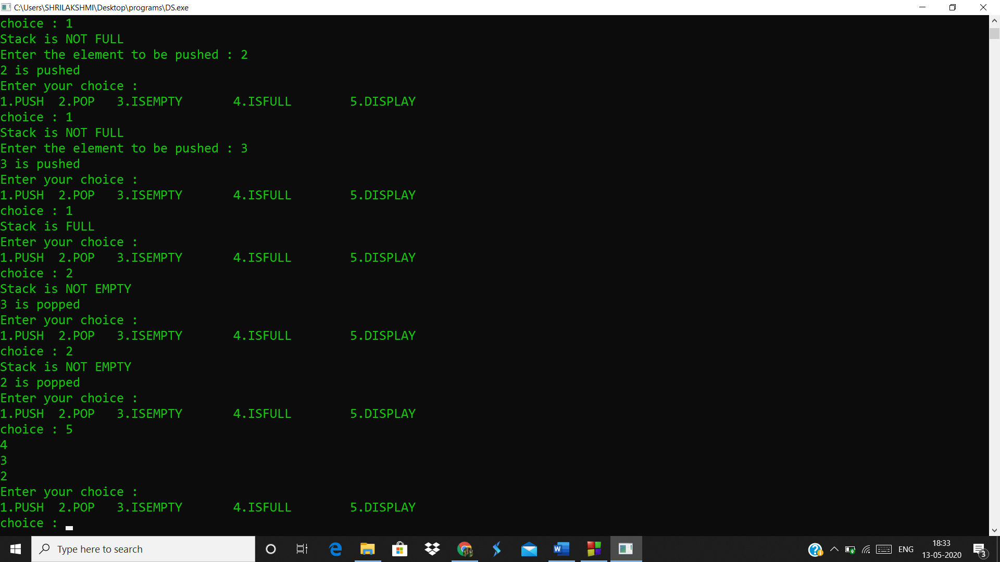 C:\Users\SHRILAKSHMI\Desktop\programs\DS.exe
choice : 1
Stack is NOT FULL
Enter the element to be pushed : 2
2 is pushed
Enter your choice :
1.PUSH  2.POP   3.ISEMPTY       4.ISFULL        5.DISPLAY
choice : 1
Stack is NOT FULL
Enter the element to be pushed : 3
3 is pushed
Enter your choice :
1.PUSH  2.POP   3.ISEMPTY       4.ISFULL        5.DISPLAY
choice : 1
Stack is FULL
Enter your choice :
1.PUSH  2.POP   3.ISEMPTY       4.ISFULL        5.DISPLAY
choice : 2
Stack is NOT EMPTY
3 is popped
Enter your choice :
1.PUSH  2.POP   3.ISEMPTY       4.ISFULL        5.DISPLAY
choice : 2
Stack is NOT EMPTY
2 is popped
Enter your choice :
1.PUSH  2.POP   3.ISEMPTY       4.ISFULL        5.DISPLAY
choice : 5
4
3
2
Enter your choice :
1.PUSH  2.POP   3.ISEMPTY       4.ISFULL        5.DISPLAY
choice :
Type here to search
ENG
18:33
13-05-2020
3